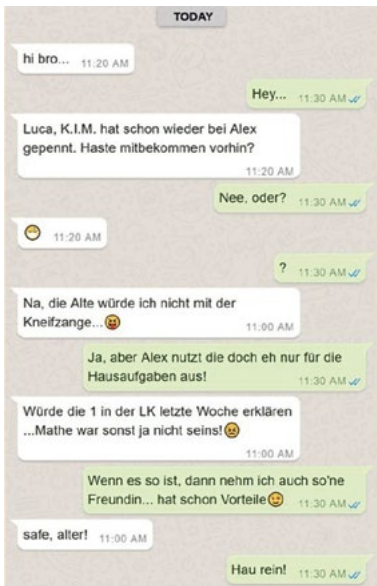 TODAY
hi bro... 11:20 AM
Hey... 11:30 AM
Luca, K.I.M. hat schon wieder bei Alex
gepennt. Haste mitbekommen vorhin?
11:20 AM
Nee, oder? 11:30 AM
😁 11:20 AM
? 11:30 AM
Na, die Alte würde ich nicht mit der
Kneifzange...😝 11:00 AM
Ja, aber Alex nutzt die doch eh nur für die
Hausaufgaben aus! 11:30 AM
Würde die 1 in der LK letzte Woche erklären
...Mathe war sonst ja nicht seins!😠
11:00 AM
Wenn es so ist, dann nehm ich auch so'ne
Freundin... hat schon Vorteile😉 11:30 AM
safe, alter! 11:00 AM
Hau rein! 11:30 AM